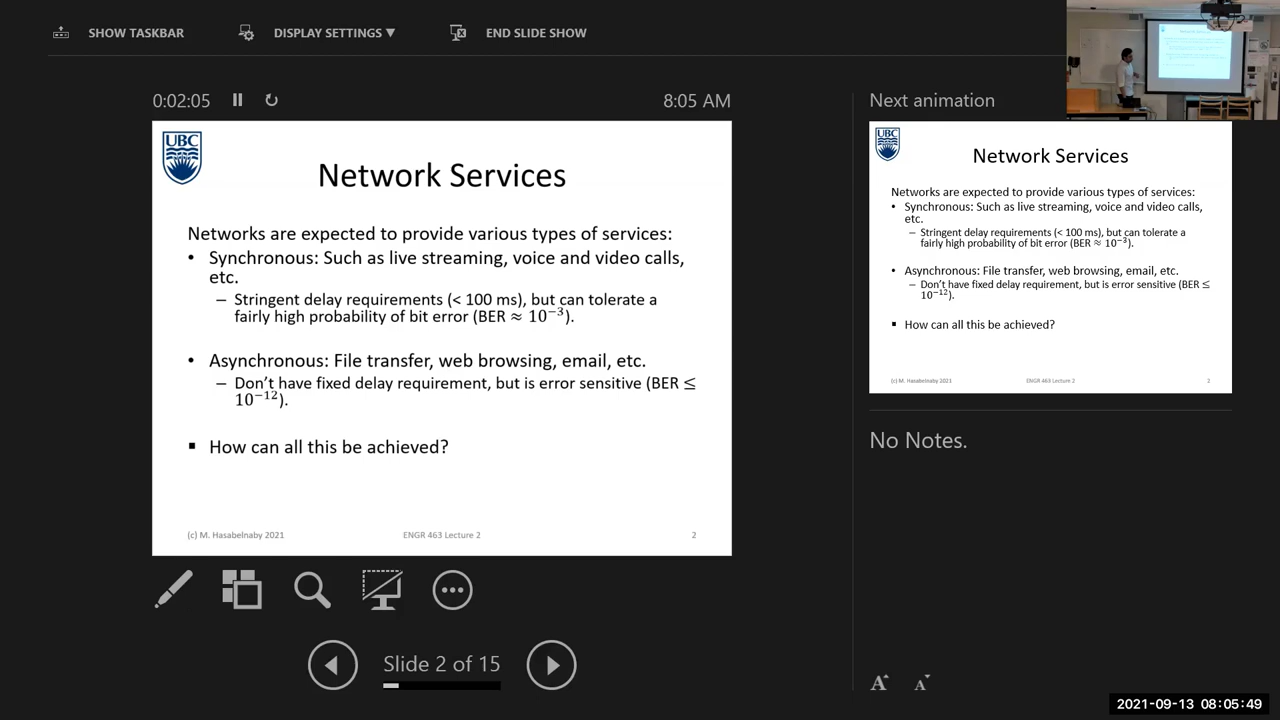 SHOW TASKBAR
DISPLAY SETTINGS ▼
END SLIDE SHOW
0:02:05
8:05 AM
UBC
Network Services
Networks are expected to provide various types of services:
• Synchronous: Such as live streaming, voice and video calls,
etc.
– Stringent delay requirements (< 100 ms), but can tolerate a
fairly high probability of bit error (BER ≈ 10⁻³).
• Asynchronous: File transfer, web browsing, email, etc.
– Don't have fixed delay requirement, but is error sensitive (BER ≤
10⁻¹²).
▪ How can all this be achieved?
(c) M. Hasabelnaby 2021
ENGR 463 Lecture 2
2
Slide 2 of 15
Next animation
UBC
Network Services
Networks are expected to provide various types of services:
• Synchronous: Such as live streaming, voice and video calls,
etc.
– Stringent delay requirements (< 100 ms), but can tolerate a
fairly high probability of bit error (BER ≈ 10⁻³).
• Asynchronous: File transfer, web browsing, email, etc.
– Don't have fixed delay requirement, but is error sensitive (BER ≤
10⁻¹²).
▪ How can all this be achieved?
(c) M. Hasabelnaby 2021
ENGR 463 Lecture 2
2
No Notes.
A A
2021-09-13 08:05:49